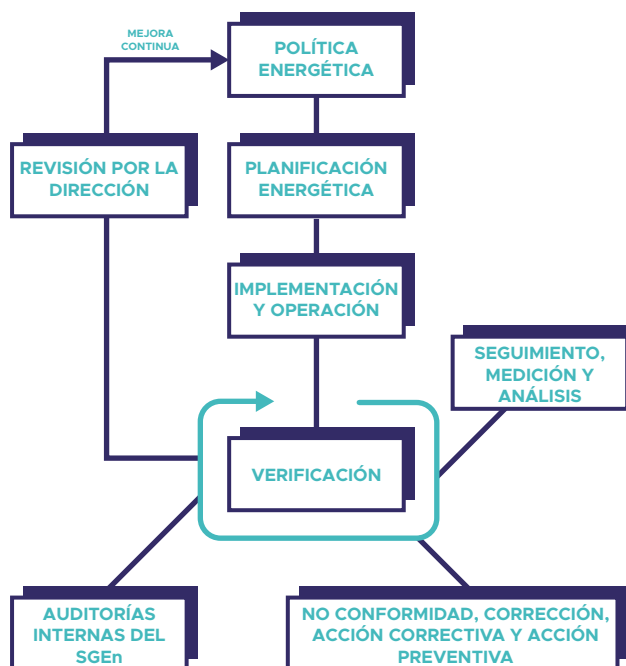 MEJORA
CONTINUA
POLÍTICA
ENERGÉTICA
REVISIÓN POR LA
DIRECCIÓN
PLANIFICACIÓN
ENERGÉTICA
IMPLEMENTACIÓN
Y OPERACIÓN
SEGUIMIENTO,
MEDICIÓN Y
ANÁLISIS
VERIFICACIÓN
AUDITORÍAS
INTERNAS DEL
SGEn
NO CONFORMIDAD, CORRECCIÓN,
ACCIÓN CORRECTIVA Y ACCIÓN
PREVENTIVA